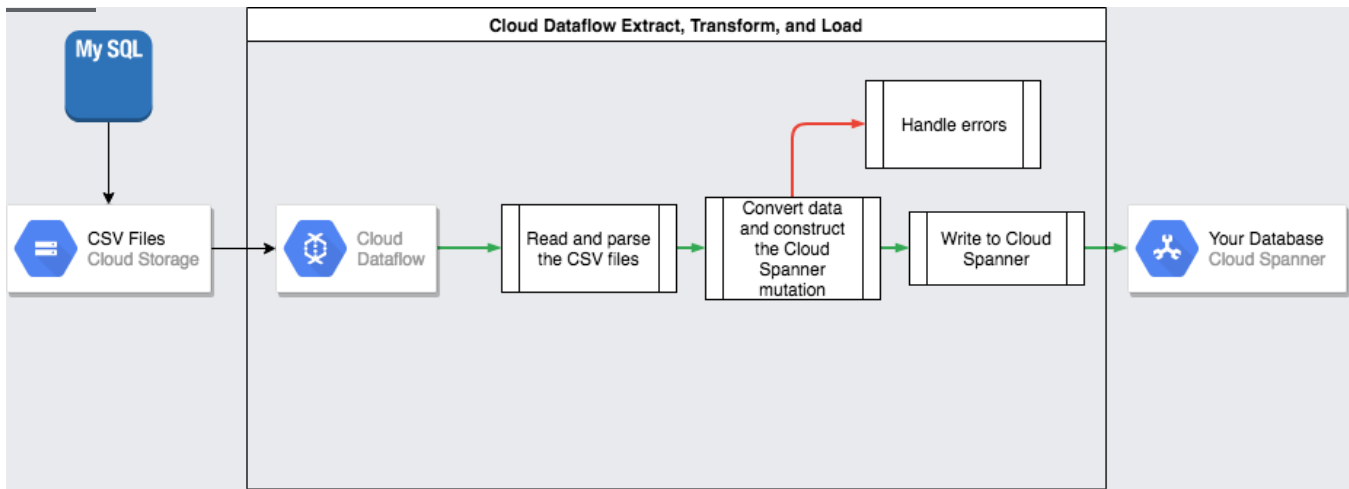 Cloud Dataflow Extract, Transform, and Load
My SQL
Handle errors
CSV Files
Cloud Storage
Cloud
Dataflow
Read and parse
the CSV files
Convert data
and construct
the Cloud
Spanner
mutation
Write to Cloud
Spanner
Your Database
Cloud Spanner